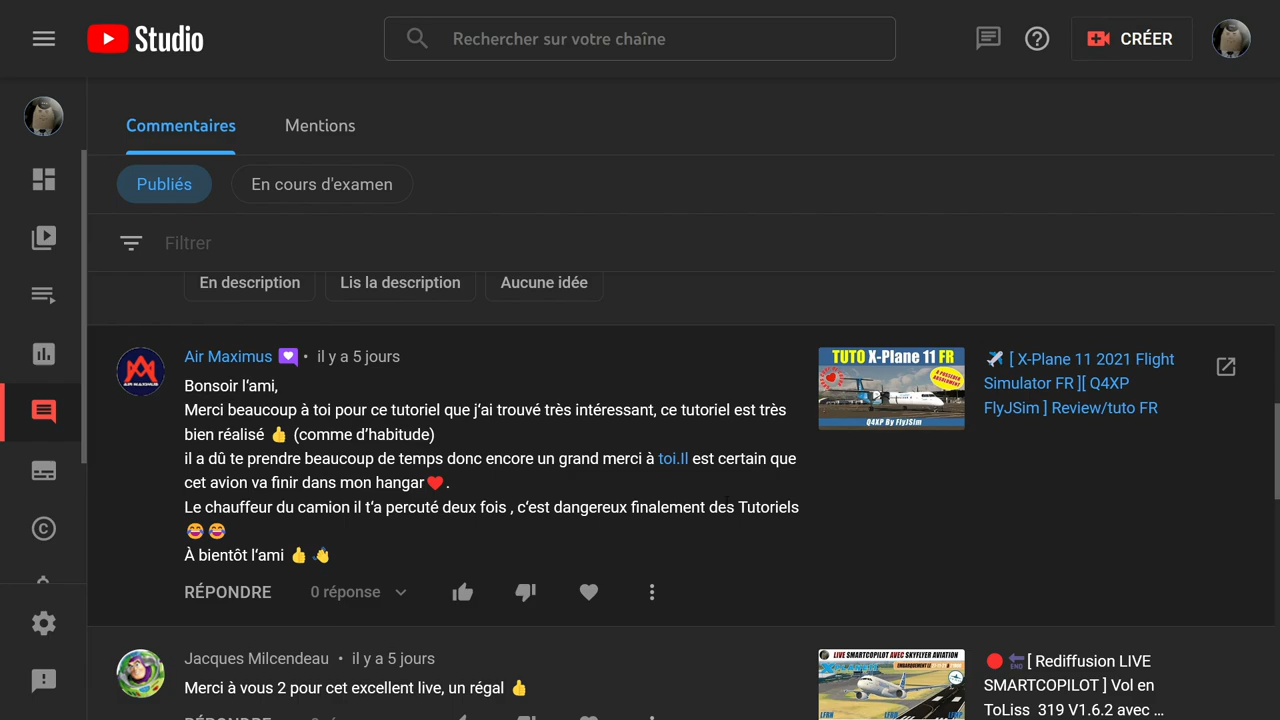 Studio
Rechercher sur votre chaîne
CRÉER
Commentaires
Mentions
Publiés
En cours d'examen
Filtrer
En description
Lis la description
Aucune idée
Air Maximus • il y a 5 jours
Bonsoir l'ami,
Merci beaucoup à toi pour ce tutoriel que j'ai trouvé très intéressant, ce tutoriel est très
bien réalisé 👍 (comme d'habitude)
il a dû te prendre beaucoup de temps donc encore un grand merci à toi.Il est certain que
cet avion va finir dans mon hangar❤️.
Le chauffeur du camion il t'a percuté deux fois , c'est dangereux finalement des Tutoriels
😂😂
À bientôt l'ami 👍 👋
RÉPONDRE
0 réponse
AIR MAXIMUS
TUTO X-Plane 11 FR
Q4XP By FlyJSim
✈️ [ X-Plane 11 2021 Flight
Simulator FR ][ Q4XP
FlyJSim ] Review/tuto FR
Jacques Milcendeau • il y a 5 jours
Merci à vous 2 pour cet excellent live, un régal 👍
LIVE SMARTCOPILOT AVEC SKYFLYER AVIATION
🔴 🔚 [ Rediffusion LIVE
SMARTCOPILOT ] Vol en
ToLiss 319 V1.6.2 avec ...